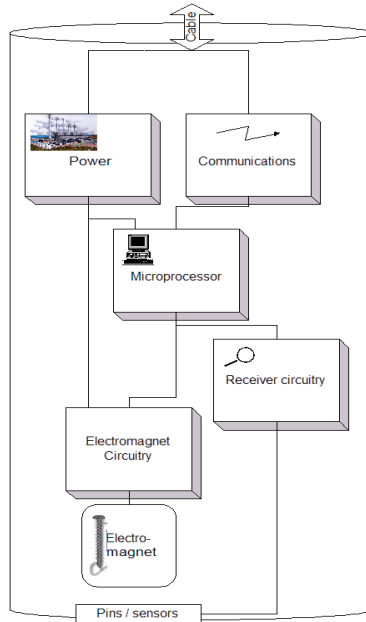 Cable
Power
Communications
Microprocessor
Receiver circuitry
Electromagnet
Circuitry
Electro-
magnet
Pins / sensors